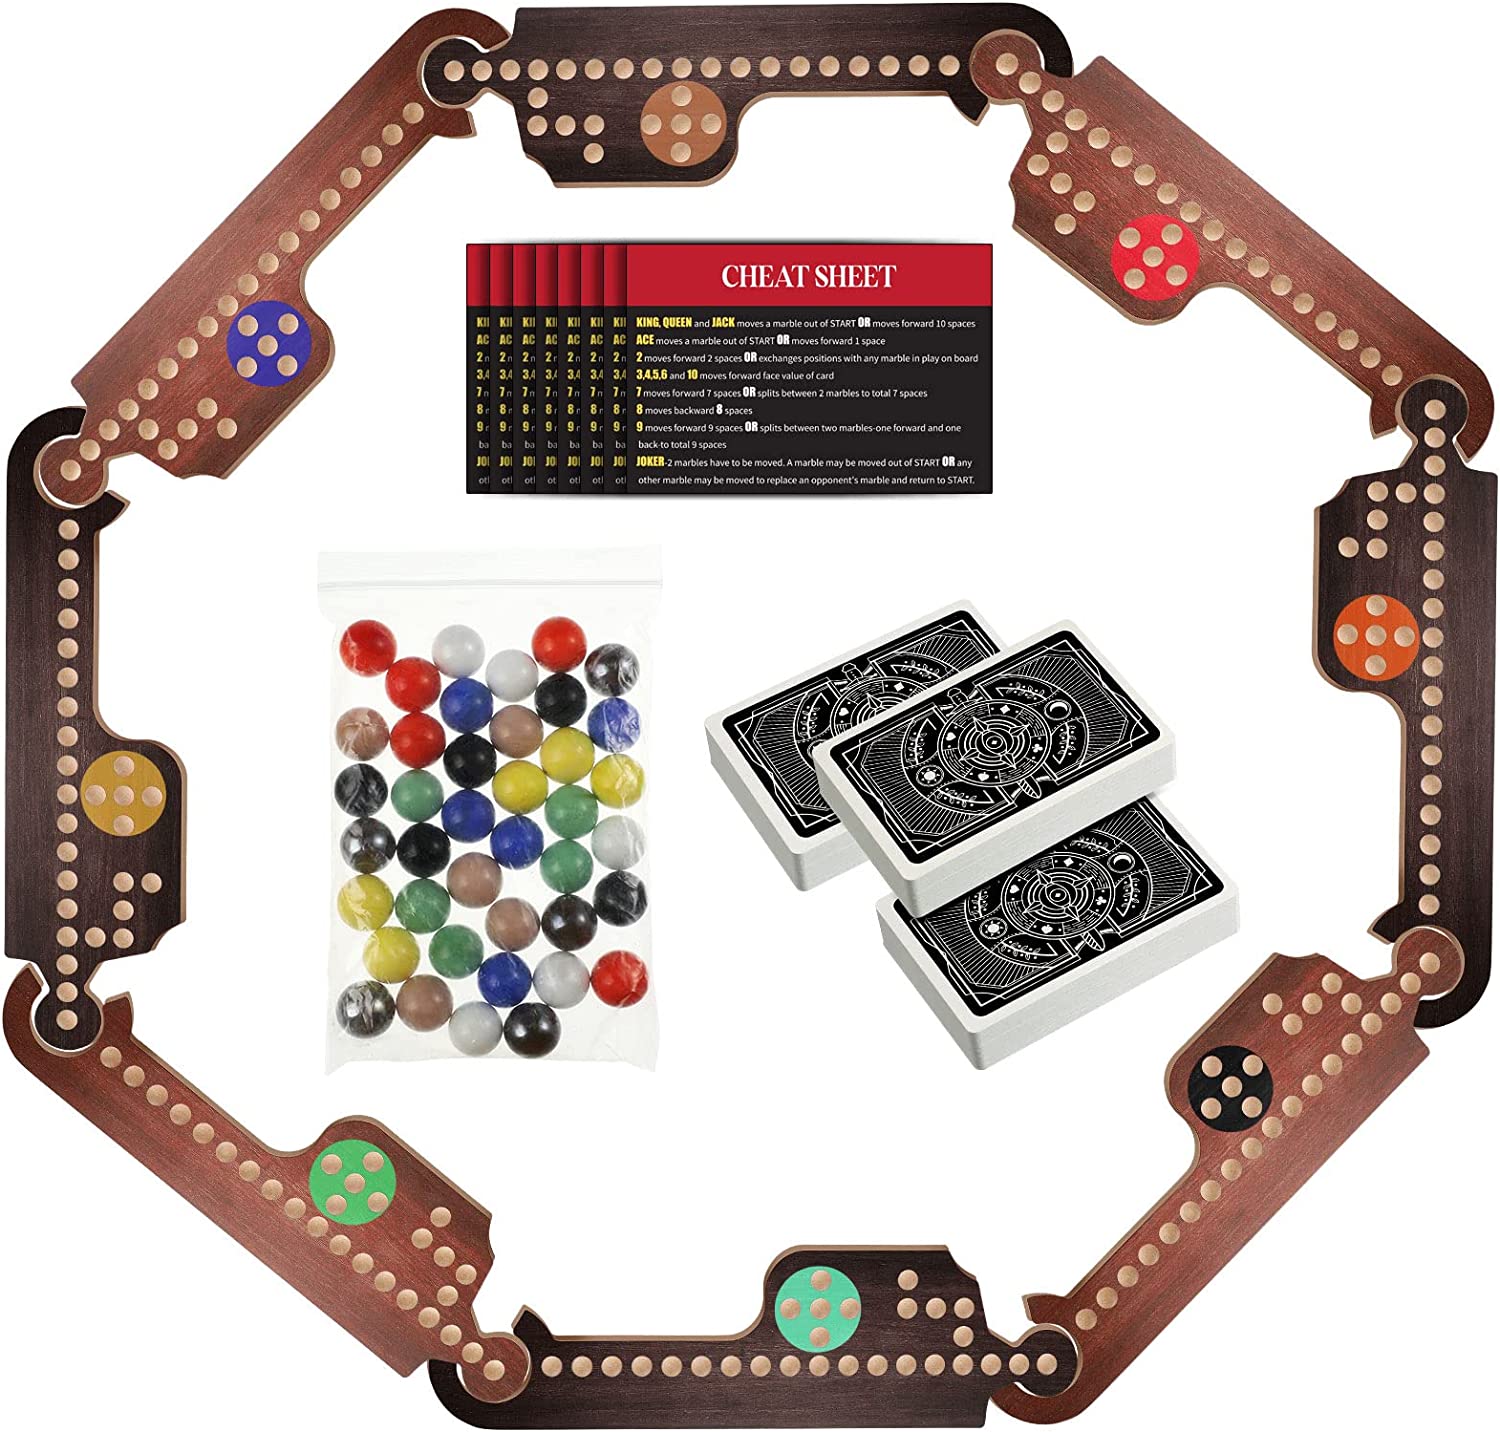 CHEAT SHEET
KING, QUEEN and JACK moves a marble out of START OR moves forward 10 spaces
ACE moves a marble out of START OR moves forward 1 space
2 moves forward 2 spaces OR exchanges positions with any marble in play on board
3,4,5,6 and 10 moves forward face value of card
7 moves forward 7 spaces OR splits between 2 marbles to total 7 spaces
8 moves backward 8 spaces
9 moves forward 9 spaces OR splits between two marbles-one forward and one
back-to total 9 spaces
JOKER-2 marbles have to be moved. A marble may be moved out of START OR any
other marble may be moved to replace an opponent's marble and return to START.